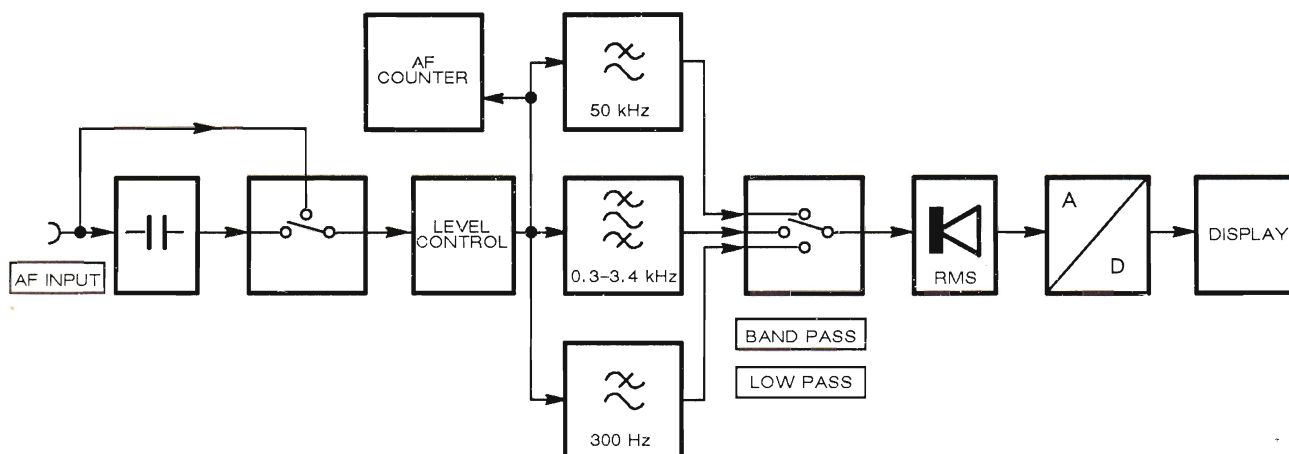 AF
COUNTER
50 kHz
AF INPUT
LEVEL
CONTROL
0.3–3.4 kHz
BAND PASS
LOW PASS
RMS
A
D
DISPLAY
300 Hz